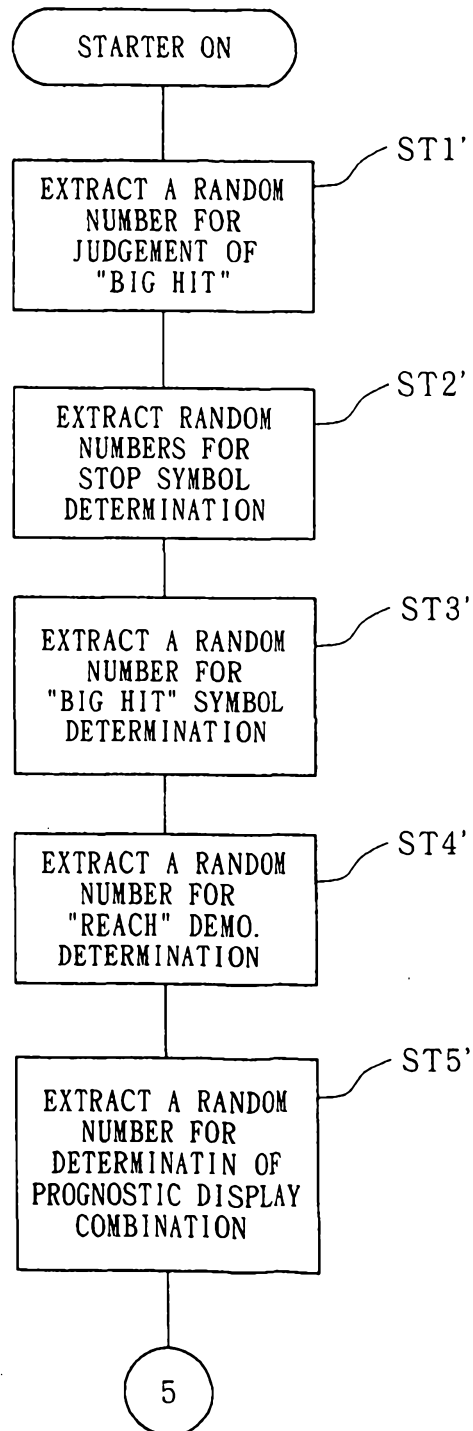 STARTER ON
ST1'
EXTRACT A RANDOM
NUMBER FOR
JUDGEMENT OF
"BIG HIT"
ST2'
EXTRACT RANDOM
NUMBERS FOR
STOP SYMBOL
DETERMINATION
ST3'
EXTRACT A RANDOM
NUMBER FOR
"BIG HIT" SYMBOL
DETERMINATION
ST4'
EXTRACT A RANDOM
NUMBER FOR
"REACH" DEMO.
DETERMINATION
ST5'
EXTRACT A RANDOM
NUMBER FOR
DETERMINATIN OF
PROGNOSTIC DISPLAY
COMBINATION
5